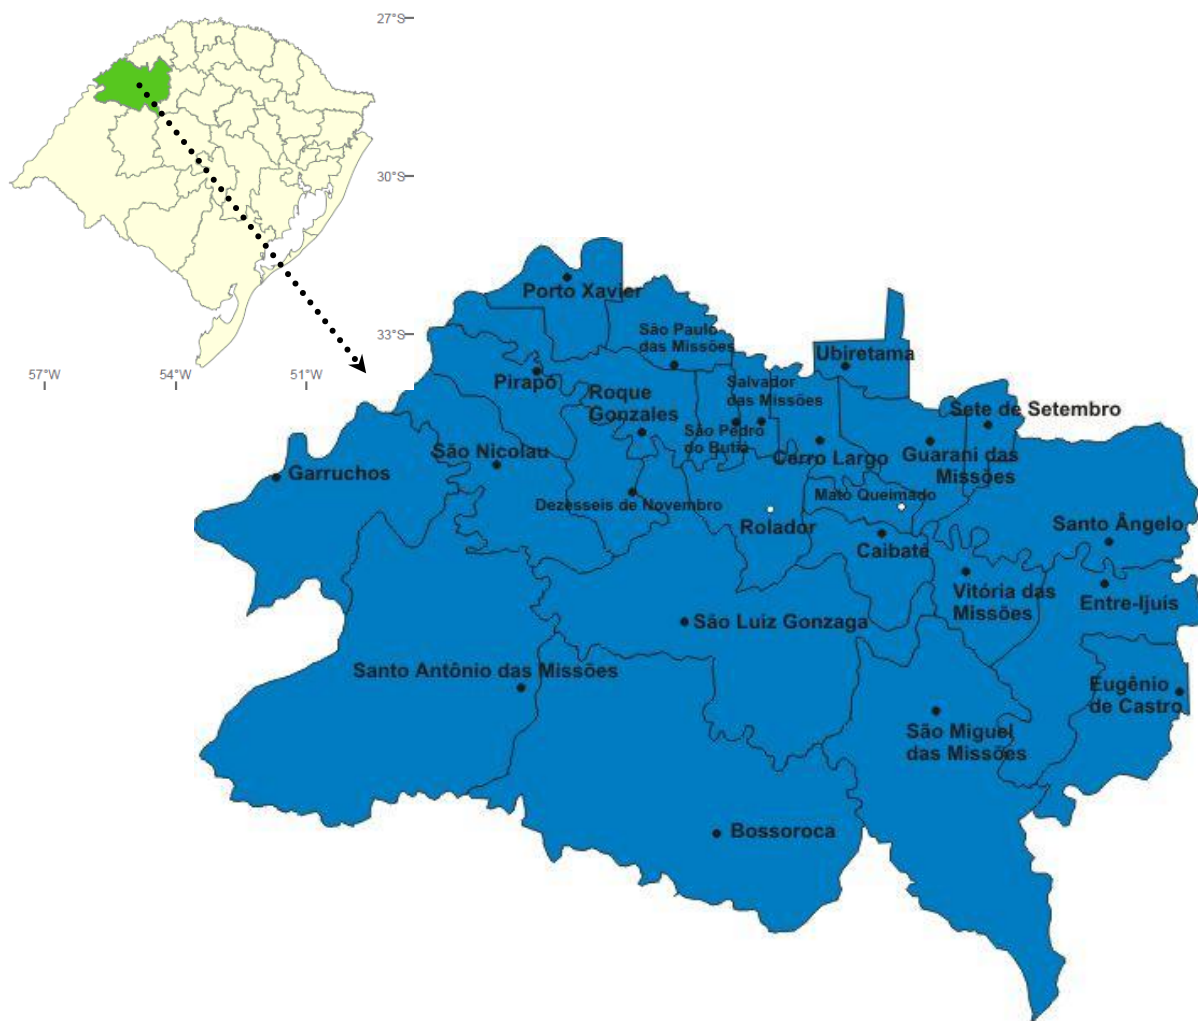 27°S
30°S
33°S
57°W
54°W
51°W
Porto Xavier
São Paulo
das Missões
Ubiretama
Pirapó
Roque
Gonzales
Salvador
das Missões
Sete de Setembro
São Pedro
do Butiá
São Nicolau
Cerro Largo
Guarani das
Missões
Garruchos
Dezesseis de Novembro
Mato Queimado
Rolador
Santo Ângelo
Caibaté
Vitória das
Missões
Entre-Ijuís
São Luiz Gonzaga
Santo Antônio das Missões
Eugênio
de Castro
São Miguel
das Missões
Bossoroca